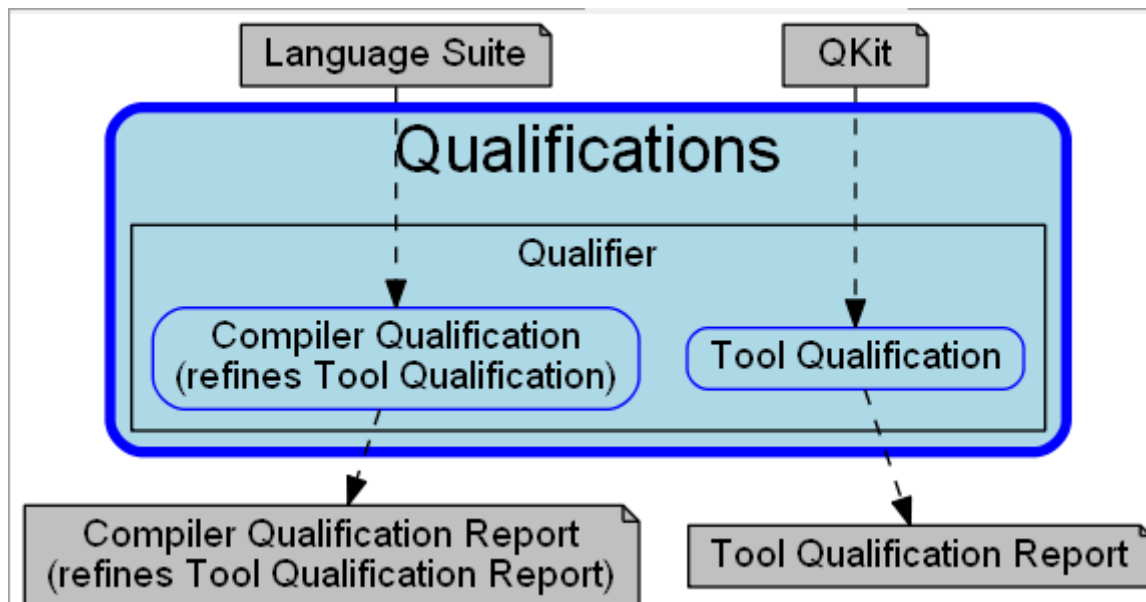 Language Suite
QKit
Qualifications
Qualifier
Compiler Qualification
(refines Tool Qualification)
Tool Qualification
Compiler Qualification Report
(refines Tool Qualification Report)
Tool Qualification Report